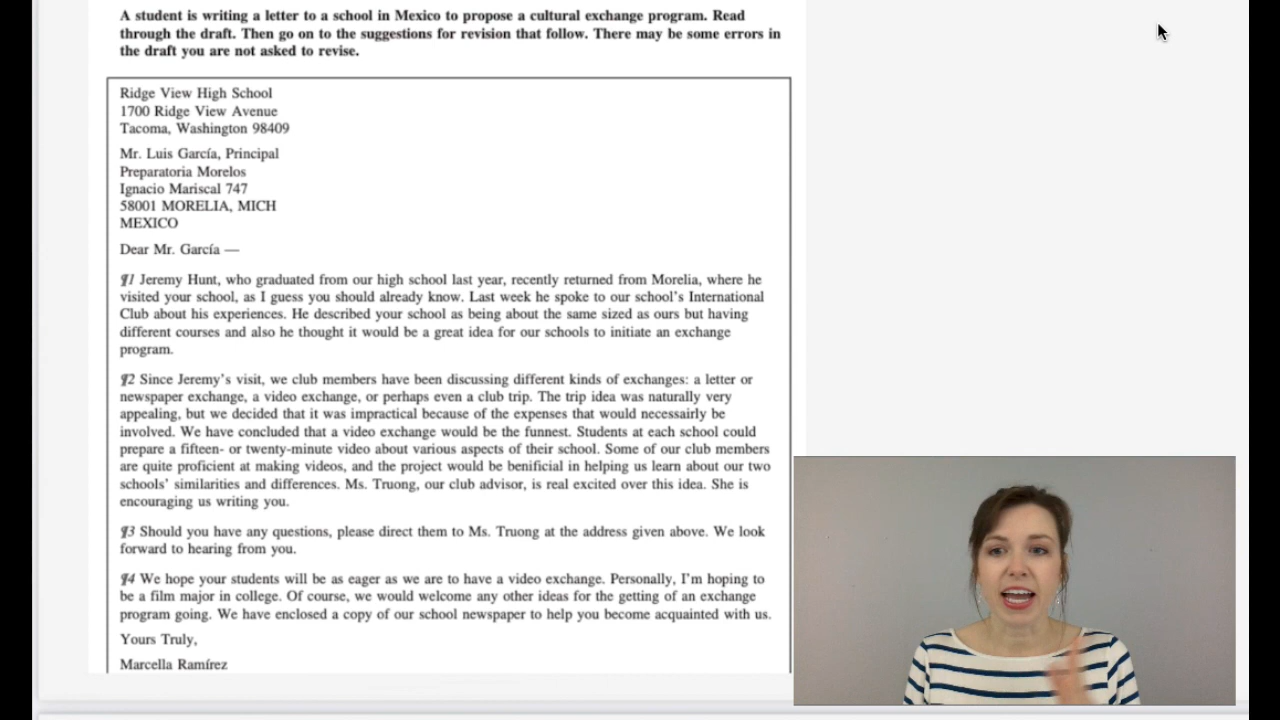 A student is writing a letter to a school in Mexico to propose a cultural exchange program. Read
through the draft. Then go on to the suggestions for revision that follow. There may be some errors in
the draft you are not asked to revise.
Ridge View High School
1700 Ridge View Avenue
Tacoma, Washington 98409
Mr. Luis García, Principal
Preparatoria Morelos
Ignacio Mariscal 747
58001 MORELIA, MICH
MEXICO
Dear Mr. García —
¶1 Jeremy Hunt, who graduated from our high school last year, recently returned from Morelia, where he
visited your school, as I guess you should already know. Last week he spoke to our school's International
Club about his experiences. He described your school as being about the same sized as ours but having
different courses and also he thought it would be a great idea for our schools to initiate an exchange
program.
¶2 Since Jeremy's visit, we club members have been discussing different kinds of exchanges: a letter or
newspaper exchange, a video exchange, or perhaps even a club trip. The trip idea was naturally very
appealing, but we decided that it was impractical because of the expenses that would necessairly be
involved. We have concluded that a video exchange would be the funnest. Students at each school could
prepare a fifteen- or twenty-minute video about various aspects of their school. Some of our club members
are quite proficient at making videos, and the project would be benificial in helping us learn about our two
schools' similarities and differences. Ms. Truong, our club advisor, is real excited over this idea. She is
encouraging us writing you.
¶3 Should you have any questions, please direct them to Ms. Truong at the address given above. We look
forward to hearing from you.
¶4 We hope your students will be as eager as we are to have a video exchange. Personally, I'm hoping to
be a film major in college. Of course, we would welcome any other ideas for the getting of an exchange
program going. We have enclosed a copy of our school newspaper to help you become acquainted with us.
Yours Truly,
Marcella Ramírez